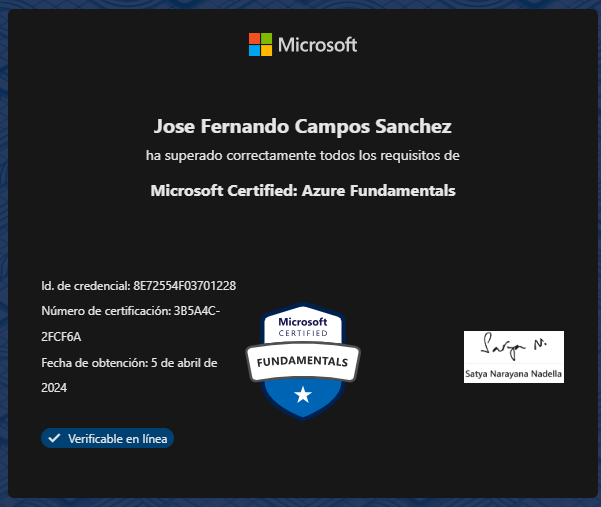 Microsoft
Jose Fernando Campos Sanchez
ha superado correctamente todos los requisitos de
Microsoft Certified: Azure Fundamentals
Id. de credencial: 8E72554F03701228
Número de certificación: 3B5A4C-
2FCF6A
Fecha de obtención: 5 de abril de
2024
Verificable en línea
Microsoft
CERTIFIED
FUNDAMENTALS
Satya N.
Satya Narayana Nadella